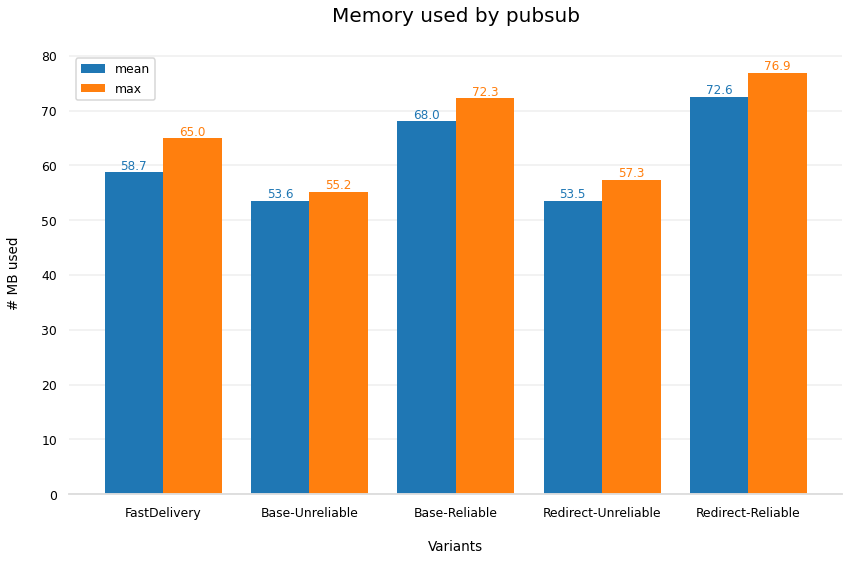 Memory used by pubsub
mean
max
# MB used
80
70
60
50
40
30
20
10
0
58.7
65.0
53.6
55.2
68.0
72.3
53.5
57.3
72.6
76.9
FastDelivery
Base-Unreliable
Base-Reliable
Redirect-Unreliable
Redirect-Reliable
Variants